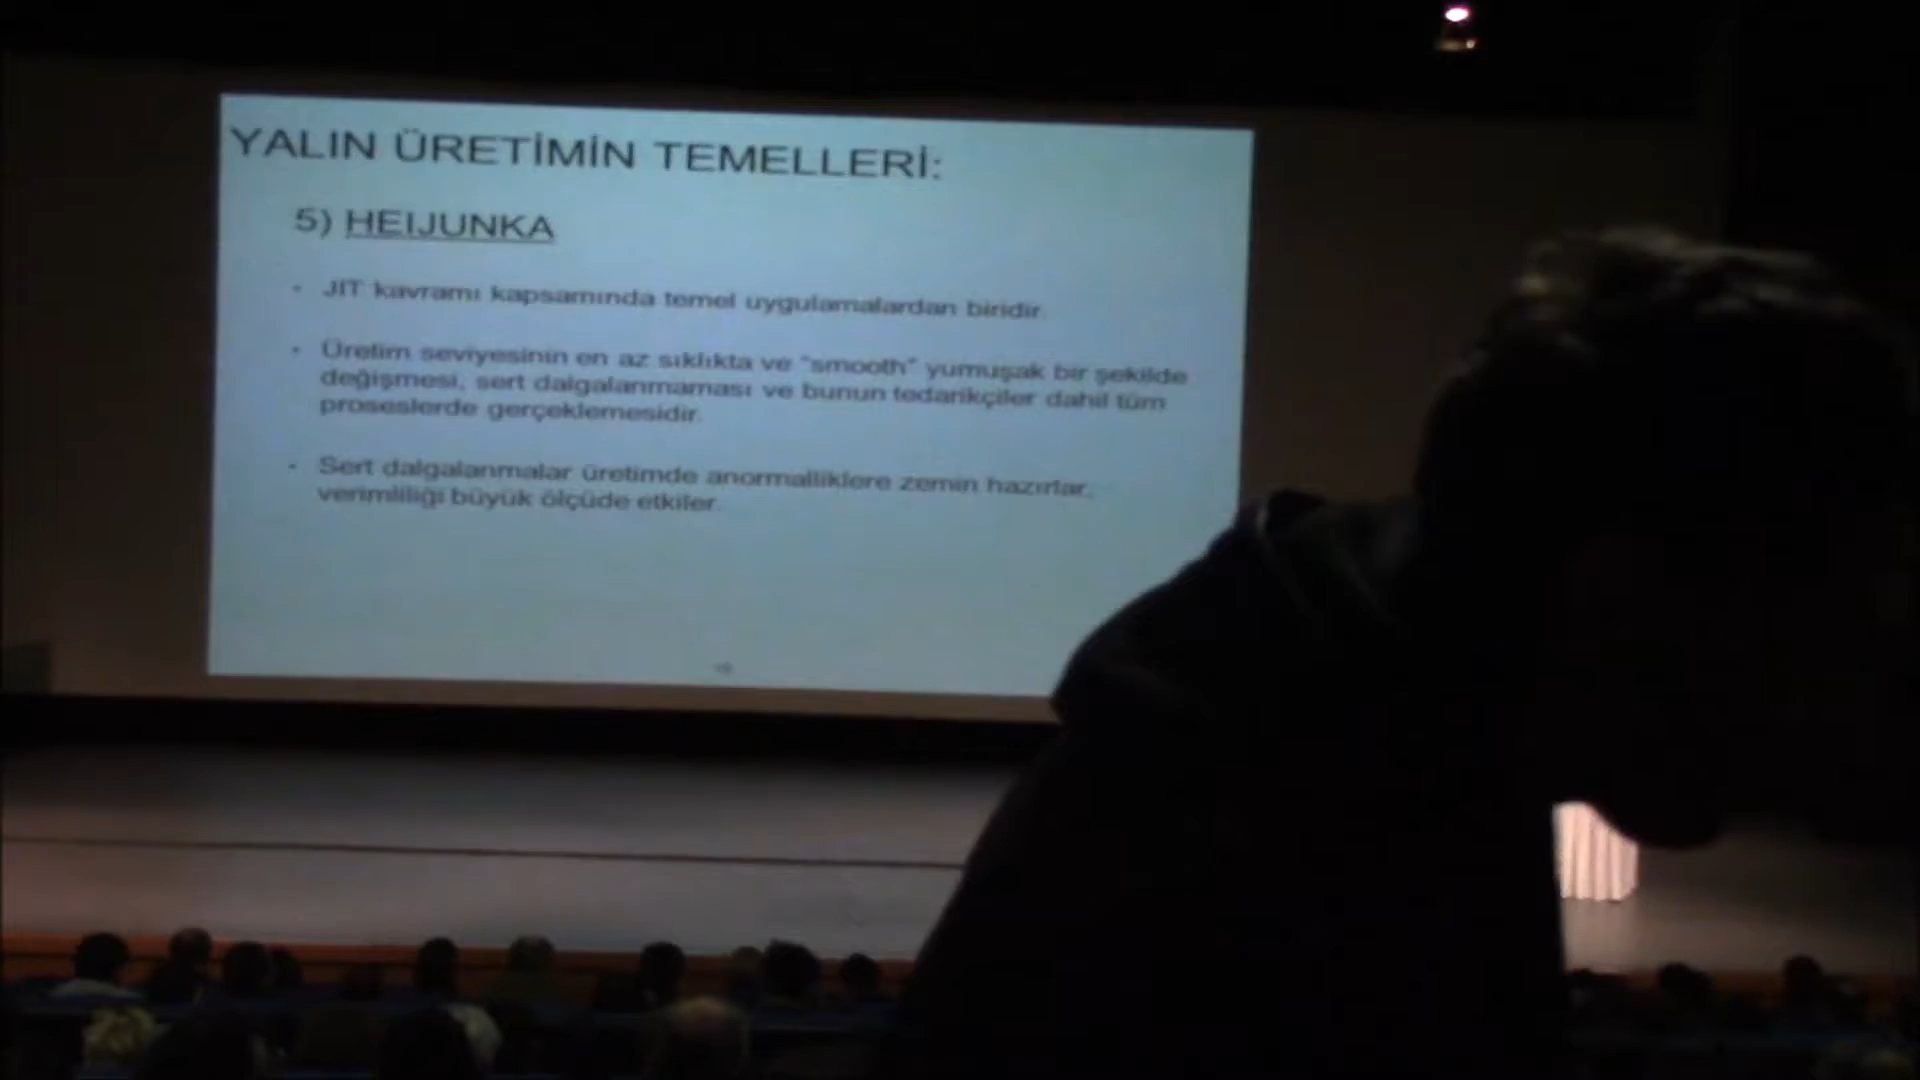 YALIN ÜRETİMİN TEMELLERİ:
5) HEIJUNKA
- JIT kavramı kapsamında temel uygulamalardan biridir.
- Üretim seviyesinin en az sıklıkta ve "smooth" yumuşak bir şekilde
değişmesi, sert dalgalanmaması ve bunun tedarikçiler dahil tüm
proseslerde gerçeklemesidir.
- Sert dalgalanmalar üretimde anormalliklere zemin hazırlar,
verimliliği büyük ölçüde etkiler.